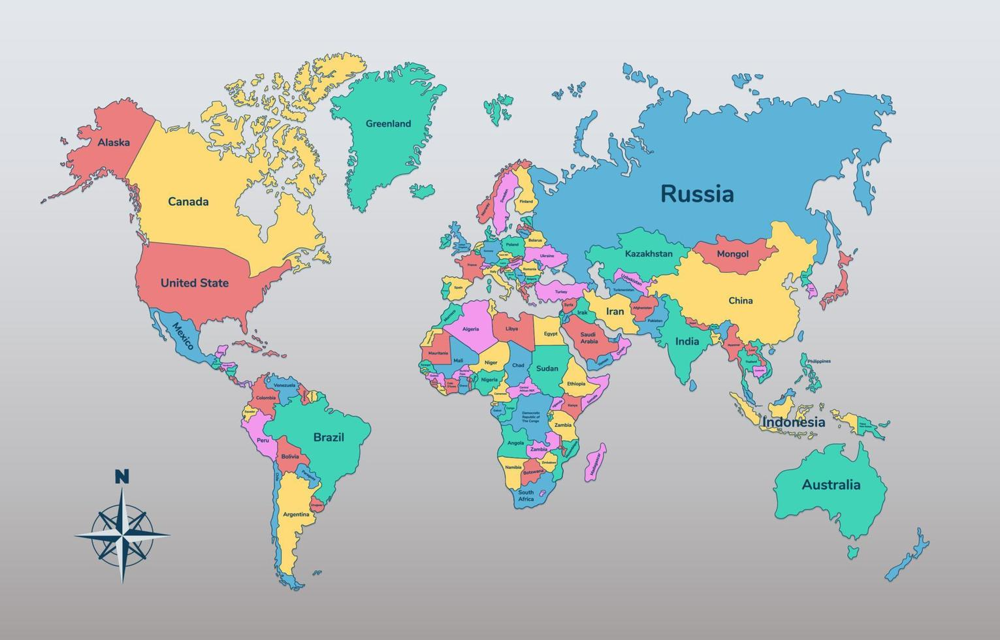 Greenland
Alaska
Canada
Russia
Sweden
Norway
Finland
Belarus
Poland
Kazakhstan
Mongol
Ukraine
France
Romania
United State
Uzbekistan
Italy
Spain
Turkey
Turkmenistan
China
Syria
Afghanistan
Iran
Irak
Pakistan
Morroco
Algeria
Libya
Egypt
Saudi
Arabia
India
Mexico
Myanmar
Oman
Mauritania
Mali
Niger
Chad
Sudan
Yemen
Thailand
Philippines
Nigeria
Ethiopia
Venezuela
Central
African REP.
Colombia
Ghana
Cameroon
Somalia
Uganda
Kenya
Ecuador
Gabon
Congo
Democratic
Republic of
The Congo
Zambia
Indonesia
Brazil
Peru
Angola
Zambia
Bolivia
Mozambique
Madagascar
Zimbabwe
Namibia
Botswana
Paraguay
Chile
N
Australia
South
Africa
Uruguay
Argentina